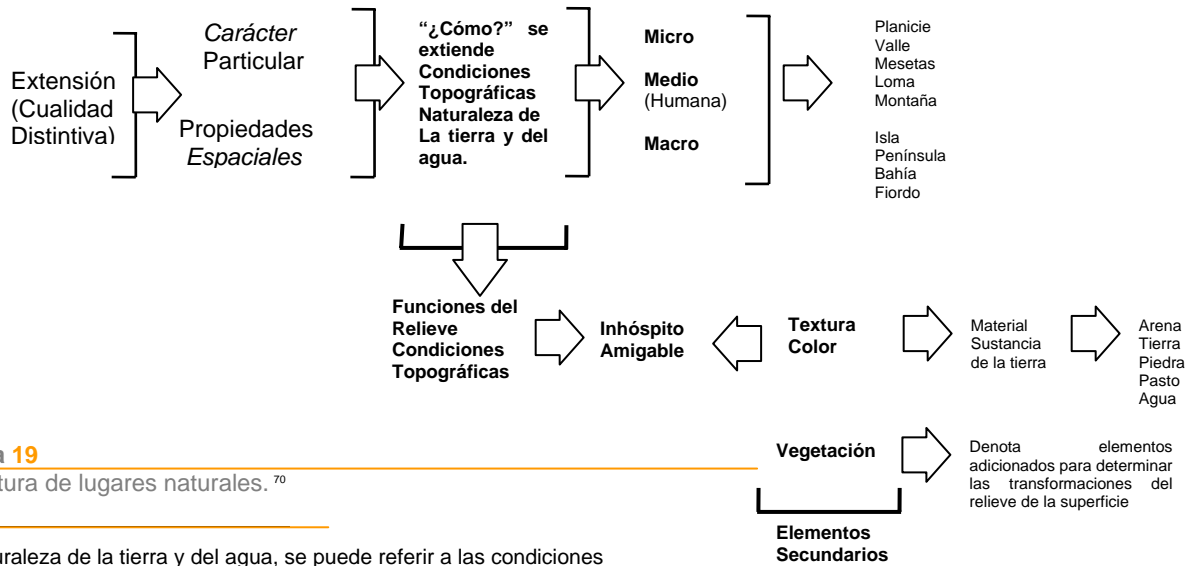 Extensión
(Cualidad
Distintiva)
Carácter
Particular
Propiedades
Espaciales
“¿Cómo?” se
extiende
Condiciones
Topográficas
Naturaleza de
La tierra y del
agua.
Micro
Medio
(Humana)
Macro
Planicie
Valle
Mesetas
Loma
Montaña
Isla
Península
Bahía
Fiordo
Funciones del
Relieve
Condiciones
Topográficas
Inhóspito
Amigable
Textura
Color
Material
Sustancia
de la tierra
Arena
Tierra
Piedra
Pasto
Agua
Vegetación
Denota elementos
adicionados para determinar
las transformaciones del
relieve de la superficie
Elementos
Secundarios
19
de lugares naturales. 70
de la tierra y del agua, se puede referir a las condiciones